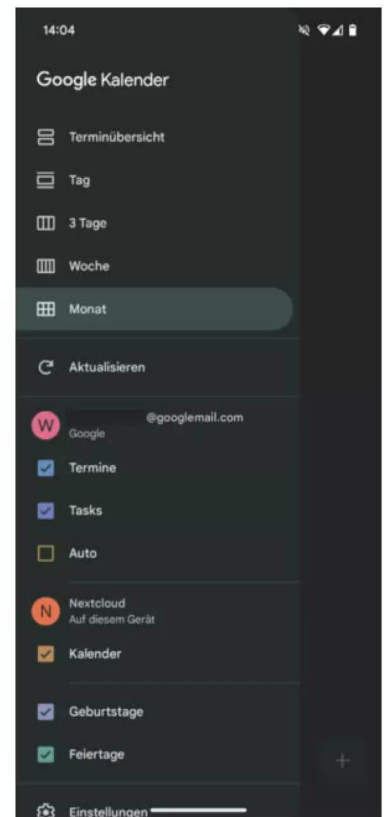 14:04
Google Kalender
Terminübersicht
Tag
3 Tage
Woche
Monat
Aktualisieren
W
@googlemail.com
Google
Termine
Tasks
Auto
N
Nextcloud
Auf diesem Gerät
Kalender
Geburtstage
Feiertage
Einstellungen